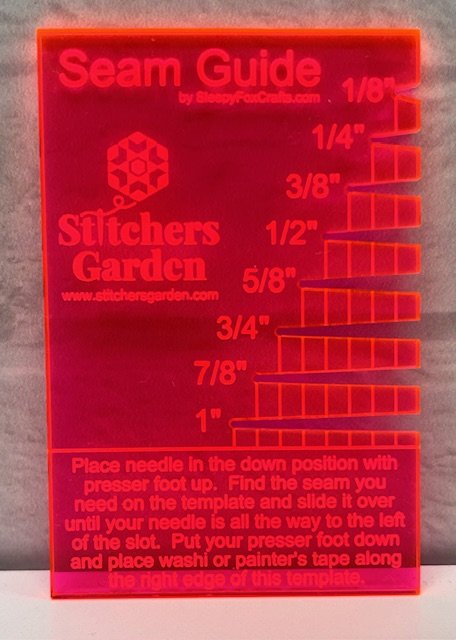 Seam Guide
by SleepyFoxCrafts.com
1/8"
1/4"
3/8"
Stitchers
1/2"
Garden
5/8"
www.stitchersgarden.com
3/4"
7/8"
1"
Place needle in the down position with
presser foot up. Find the seam you
need on the template and slide it over
until your needle is all the way to the left
of the slot. Put your presser foot down
and place washi or painter's tape along
the right edge of this template.